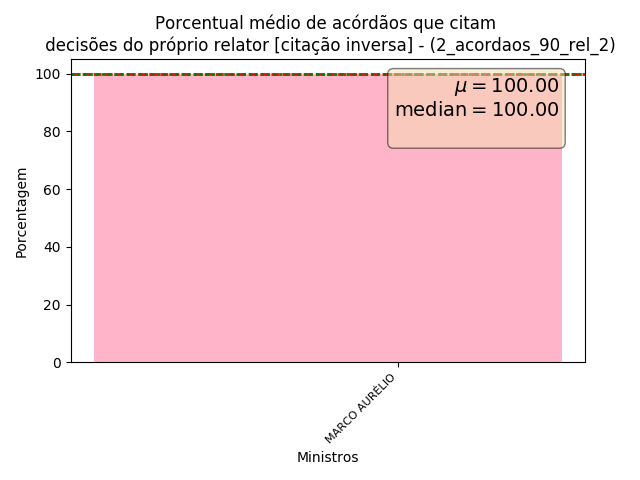 Porcentual médio de acórdãos que citam
decisões do próprio relator [citação inversa] - (2_acordaos_90_rel_2)
μ = 100.00
median = 100.00
100
80
60
40
20
0
Porcentagem
MARCO AURÉLIO
Ministros